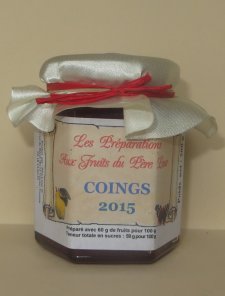 Les Préparations
Aux Fruits du Père
COINGS
2015
Préparé avec 60 g de fruits pour 100 g
Teneur totale en sucres : 59 g pour 100 g